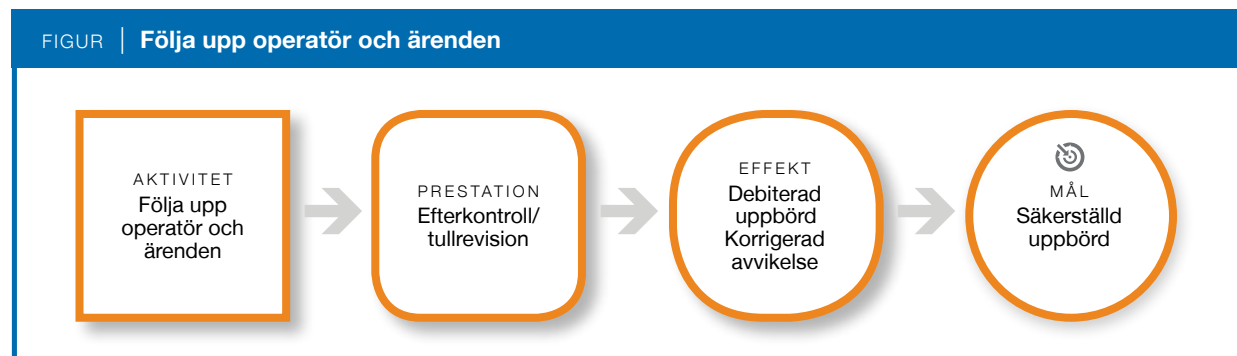 FIGUR | Följa upp operatör och ärenden
AKTIVITET
Följa upp
operatör och
ärenden
PRESTATION
Efterkontroll/
tullrevision
EFFEKT
Debiterad
uppbörd
Korrigerad
avvikelse
MÅL
Säkerställd
uppbörd